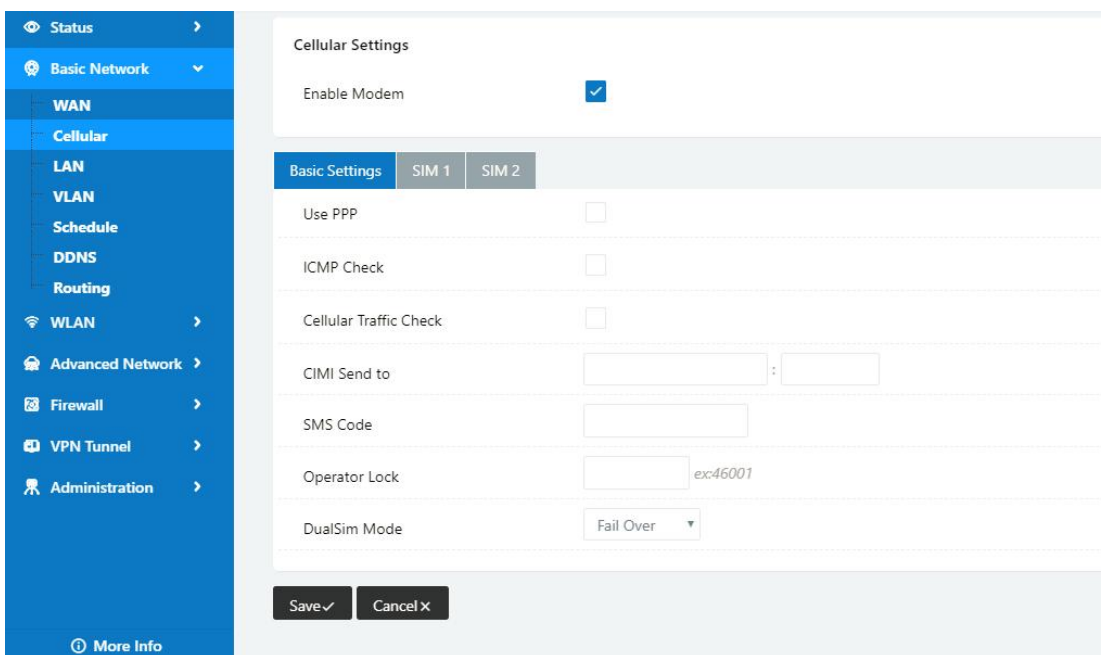 Status
Basic Network
WAN
Cellular
LAN
VLAN
Schedule
DDNS
Routing
WLAN
Advanced Network
Firewall
VPN Tunnel
Administration
More Info
Cellular Settings
Enable Modem
Basic Settings SIM 1 SIM 2
Use PPP
ICMP Check
Cellular Traffic Check
CIMI Send to :
SMS Code
Operator Lock ex:46001
DualSim Mode Fail Over
Save Cancel